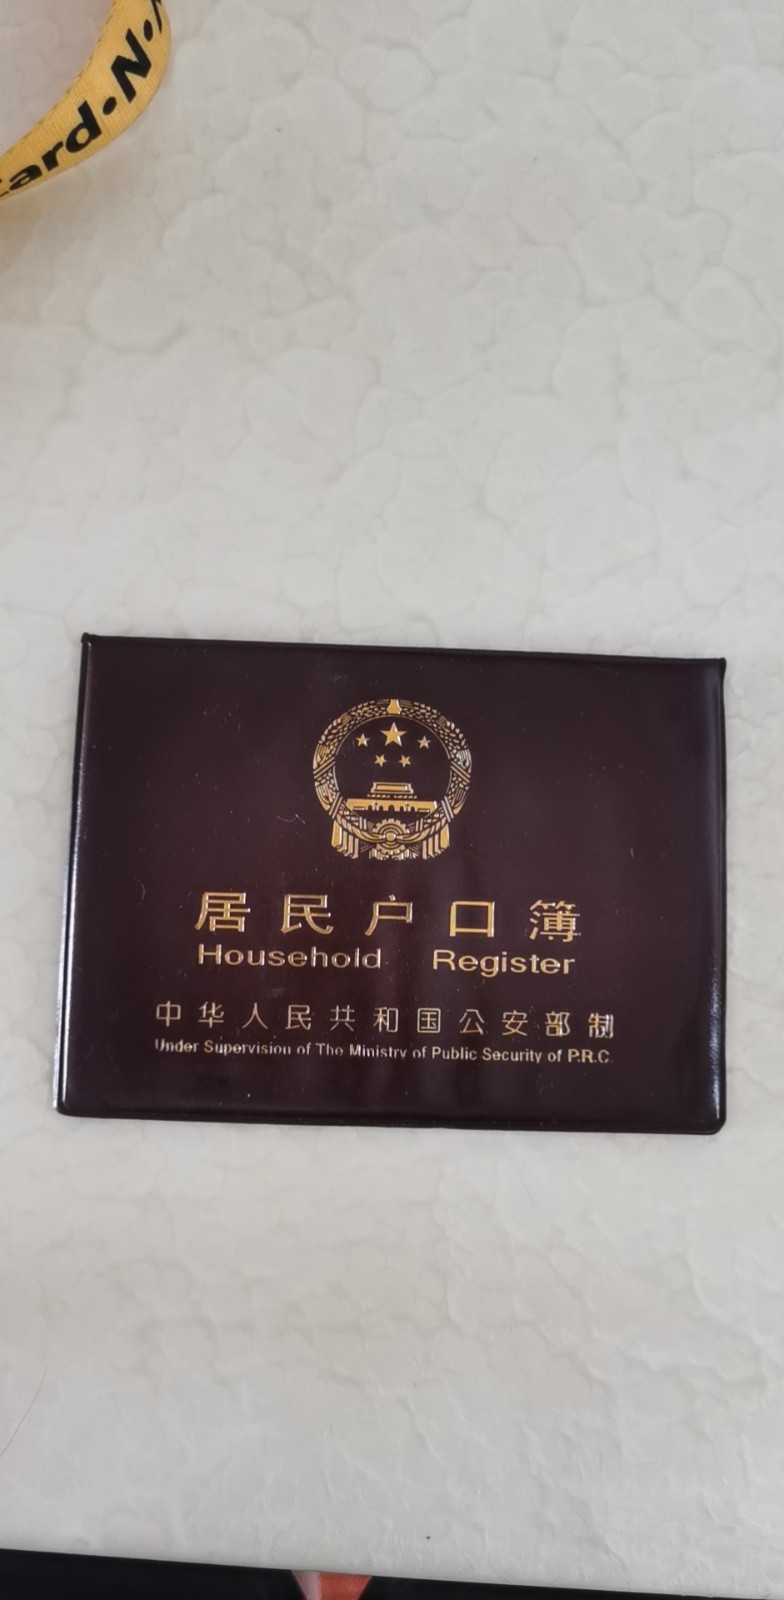 ard·N·
居民户口簿
Household Register
中华人民共和国公安部制
Under Supervision of The Ministry of Public Security of P.R.C.